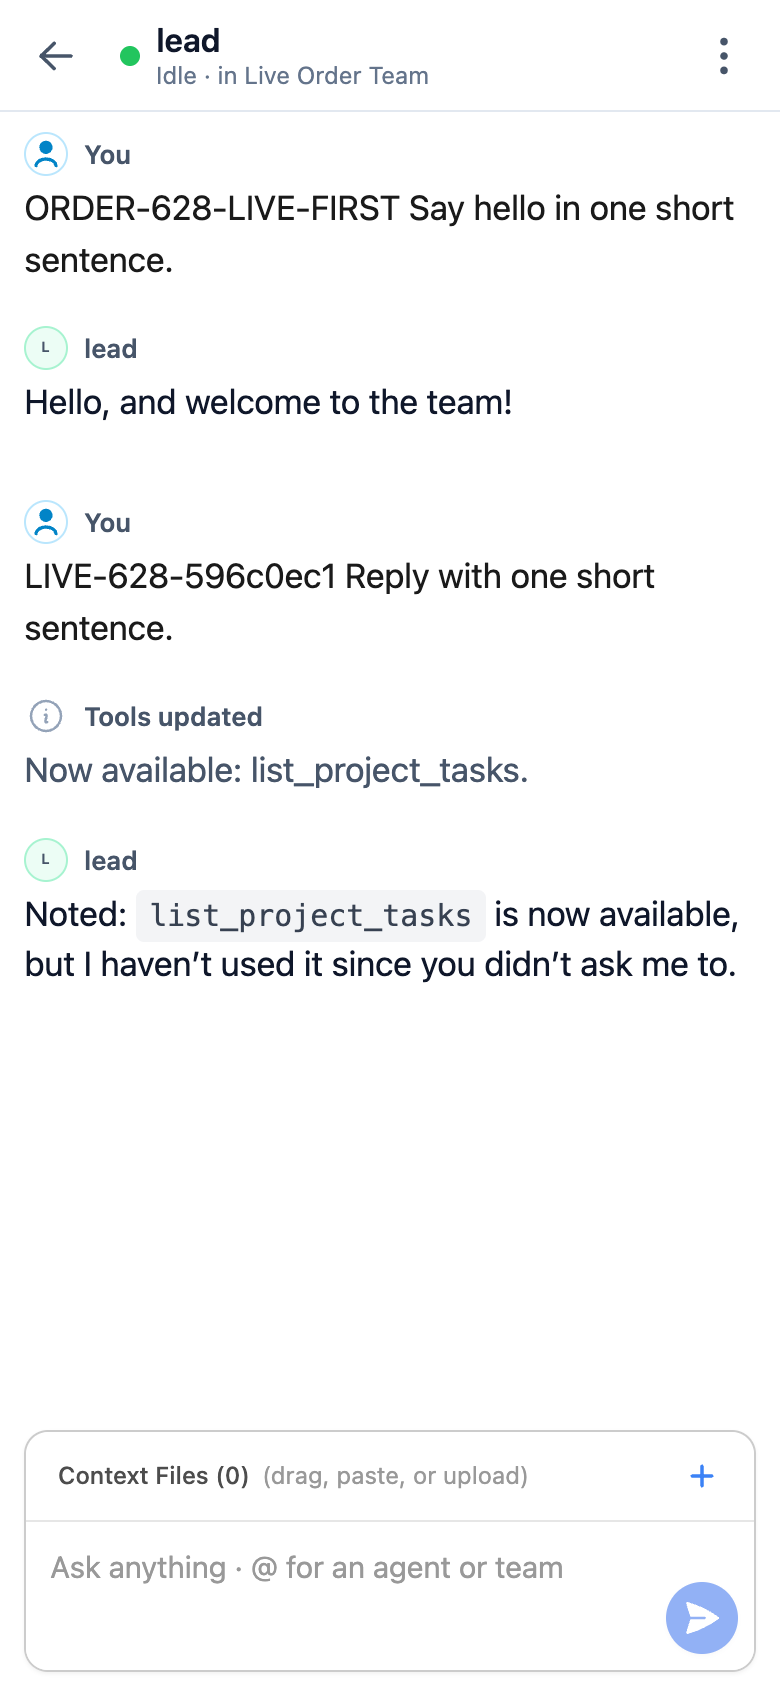 lead
Idle · in Live Order Team
You
ORDER-628-LIVE-FIRST Say hello in one short
sentence.
L
lead
Hello, and welcome to the team!
You
LIVE-628-596c0ec1 Reply with one short
sentence.
Tools updated
Now available: list_project_tasks.
L
lead
Noted: list_project_tasks is now available,
but I haven’t used it since you didn’t ask me to.
Context Files (0) (drag, paste, or upload)
Ask anything · @ for an agent or team